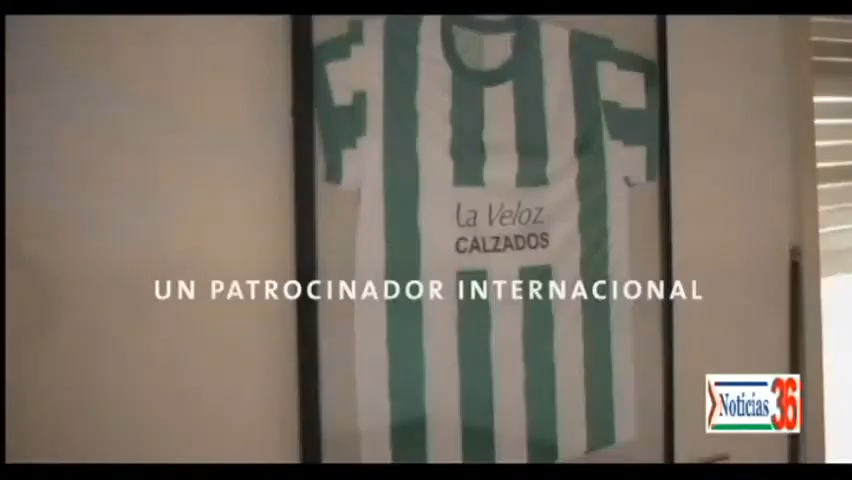 La Veloz
CALZADOS
UN PATROCINADOR INTERNACIONAL
Noticias 36